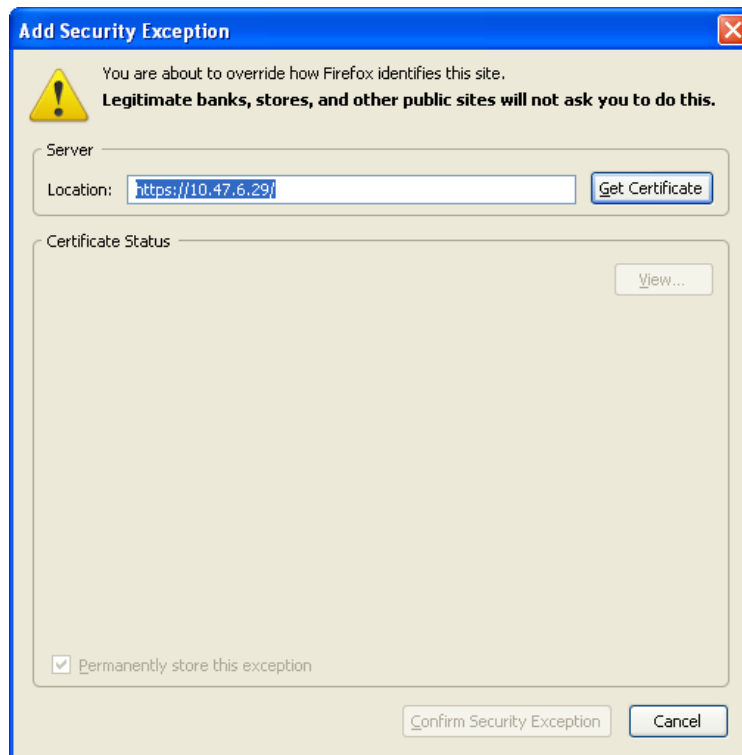 Add Security Exception
You are about to override how Firefox identifies this site.
Legitimate banks, stores, and other public sites will not ask you to do this.
Server
Location: https://10.47.6.29/ Get Certificate
Certificate Status
View...
Permanently store this exception
Confirm Security Exception Cancel